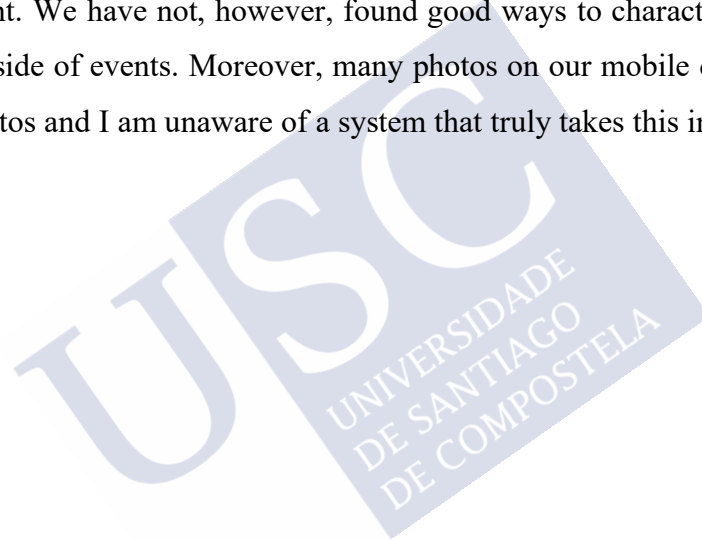 nt. We have not, however, found good ways to charact
side of events. Moreover, many photos on our mobile
tos and I am unaware of a system that truly takes this in
USC
UNIVERSIDADE
DE SANTIAGO
DE COMPOSTELA